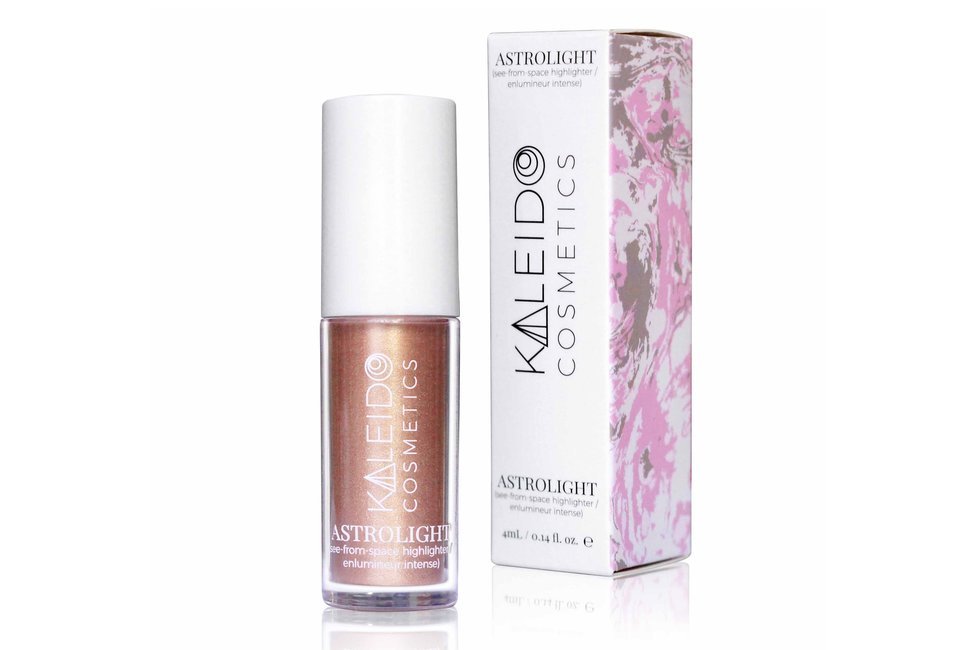 KALEIDO
COSMETICS
ASTROLIGHT
(see-from-space highlighter /
enlumineur intense)
ASTROLIGHT
(see-from-space highlighter /
enlumineur intense)
KALEIDO
COSMETICS
ASTROLIGHT
(see-from-space highlighter /
enlumineur intense)
4mL / 0.14 fl. oz. ℮